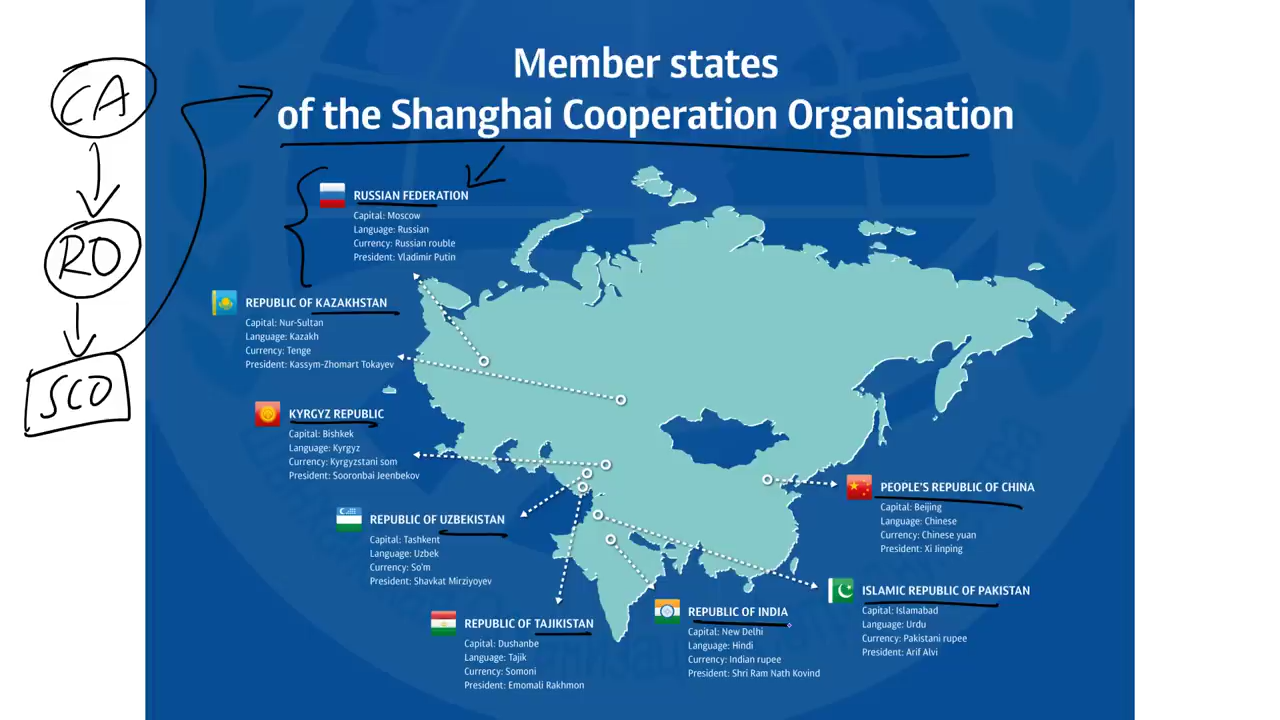 CA
RO
SCO
Member states
of the Shanghai Cooperation Organisation
RUSSIAN FEDERATION
Capital: Moscow
Language: Russian
Currency: Russian rouble
President: Vladimir Putin
REPUBLIC OF KAZAKHSTAN
Capital: Nur-Sultan
Language: Kazakh
Currency: Tenge
President: Kassym-Zhomart Tokayev
KYRGYZ REPUBLIC
Capital: Bishkek
Language: Kyrgyz
Currency: Kyrgyzstani som
President: Sooronbai Jeenbekov
REPUBLIC OF UZBEKISTAN
Capital: Tashkent
Language: Uzbek
Currency: So'm
President: Shavkat Mirziyoyev
REPUBLIC OF TAJIKISTAN
Capital: Dushanbe
Language: Tajik
Currency: Somoni
President: Emomali Rakhmon
REPUBLIC OF INDIA
Capital: New Delhi
Language: Hindi
Currency: Indian rupee
President: Shri Ram Nath Kovind
ISLAMIC REPUBLIC OF PAKISTAN
Capital: Islamabad
Language: Urdu
Currency: Pakistani rupee
President: Arif Alvi
PEOPLE'S REPUBLIC OF CHINA
Capital: Beijing
Language: Chinese
Currency: Chinese yuan
President: Xi Jinping